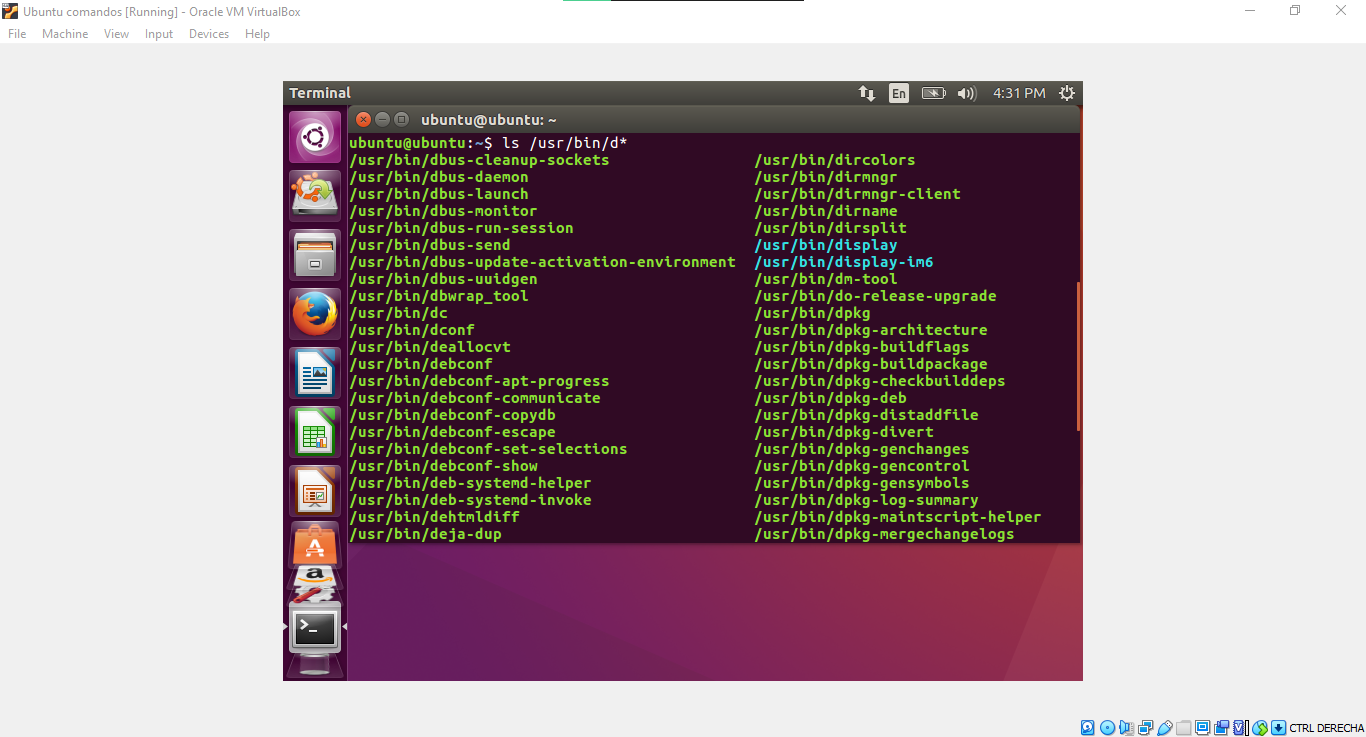 Ubuntu comandos [Running] - Oracle VM VirtualBox
File Machine View Input Devices Help
Terminal En 4:31 PM
ubuntu@ubuntu: ~
ubuntu@ubuntu:~$ ls /usr/bin/d*
/usr/bin/dbus-cleanup-sockets /usr/bin/dircolors
/usr/bin/dbus-daemon /usr/bin/dirmngr
/usr/bin/dbus-launch /usr/bin/dirmngr-client
/usr/bin/dbus-monitor /usr/bin/dirname
/usr/bin/dbus-run-session /usr/bin/dirsplit
/usr/bin/dbus-send /usr/bin/display
/usr/bin/dbus-update-activation-environment /usr/bin/display-im6
/usr/bin/dbus-uuidgen /usr/bin/dm-tool
/usr/bin/dbwrap_tool /usr/bin/do-release-upgrade
/usr/bin/dc /usr/bin/dpkg
/usr/bin/dconf /usr/bin/dpkg-architecture
/usr/bin/deallocvt /usr/bin/dpkg-buildflags
/usr/bin/debconf /usr/bin/dpkg-buildpackage
/usr/bin/debconf-apt-progress /usr/bin/dpkg-checkbuilddeps
/usr/bin/debconf-communicate /usr/bin/dpkg-deb
/usr/bin/debconf-copydb /usr/bin/dpkg-distaddfile
/usr/bin/debconf-escape /usr/bin/dpkg-divert
/usr/bin/debconf-set-selections /usr/bin/dpkg-genchanges
/usr/bin/debconf-show /usr/bin/dpkg-gencontrol
/usr/bin/deb-systemd-helper /usr/bin/dpkg-gensymbols
/usr/bin/deb-systemd-invoke /usr/bin/dpkg-log-summary
/usr/bin/dehtmldiff /usr/bin/dpkg-maintscript-helper
/usr/bin/deja-dup /usr/bin/dpkg-mergechangelogs
CTRL DERECHA